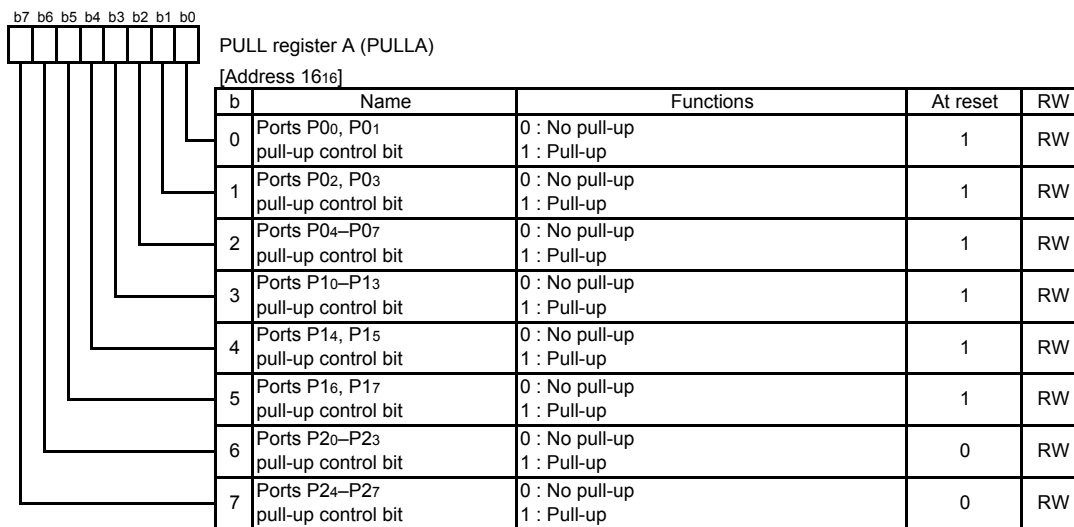 b7 b6 b5 b4 b3 b2 b1 b0
PULL register A (PULLA)
[Address 1616]
b Name Functions At reset RW
0 Ports P00, P01 pull-up control bit 0 : No pull-up 1 : Pull-up 1 RW
1 Ports P02, P03 pull-up control bit 0 : No pull-up 1 : Pull-up 1 RW
2 Ports P04–P07 pull-up control bit 0 : No pull-up 1 : Pull-up 1 RW
3 Ports P10–P13 pull-up control bit 0 : No pull-up 1 : Pull-up 1 RW
4 Ports P14, P15 pull-up control bit 0 : No pull-up 1 : Pull-up 1 RW
5 Ports P16, P17 pull-up control bit 0 : No pull-up 1 : Pull-up 1 RW
6 Ports P20–P23 pull-up control bit 0 : No pull-up 1 : Pull-up 0 RW
7 Ports P24–P27 pull-up control bit 0 : No pull-up 1 : Pull-up 0 RW